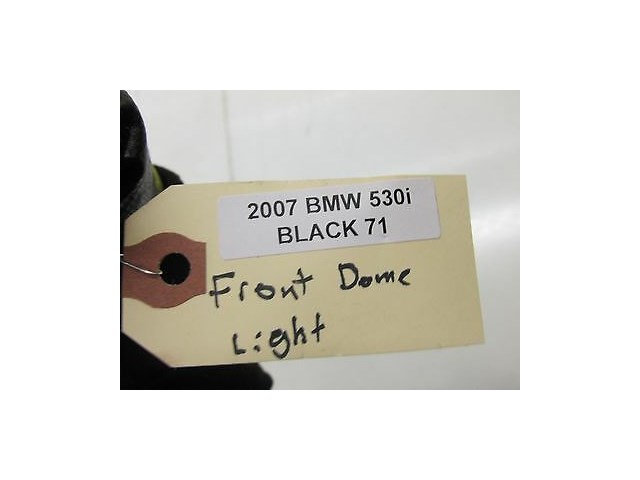 2007 BMW 530i
BLACK 71
Front Dome
Light